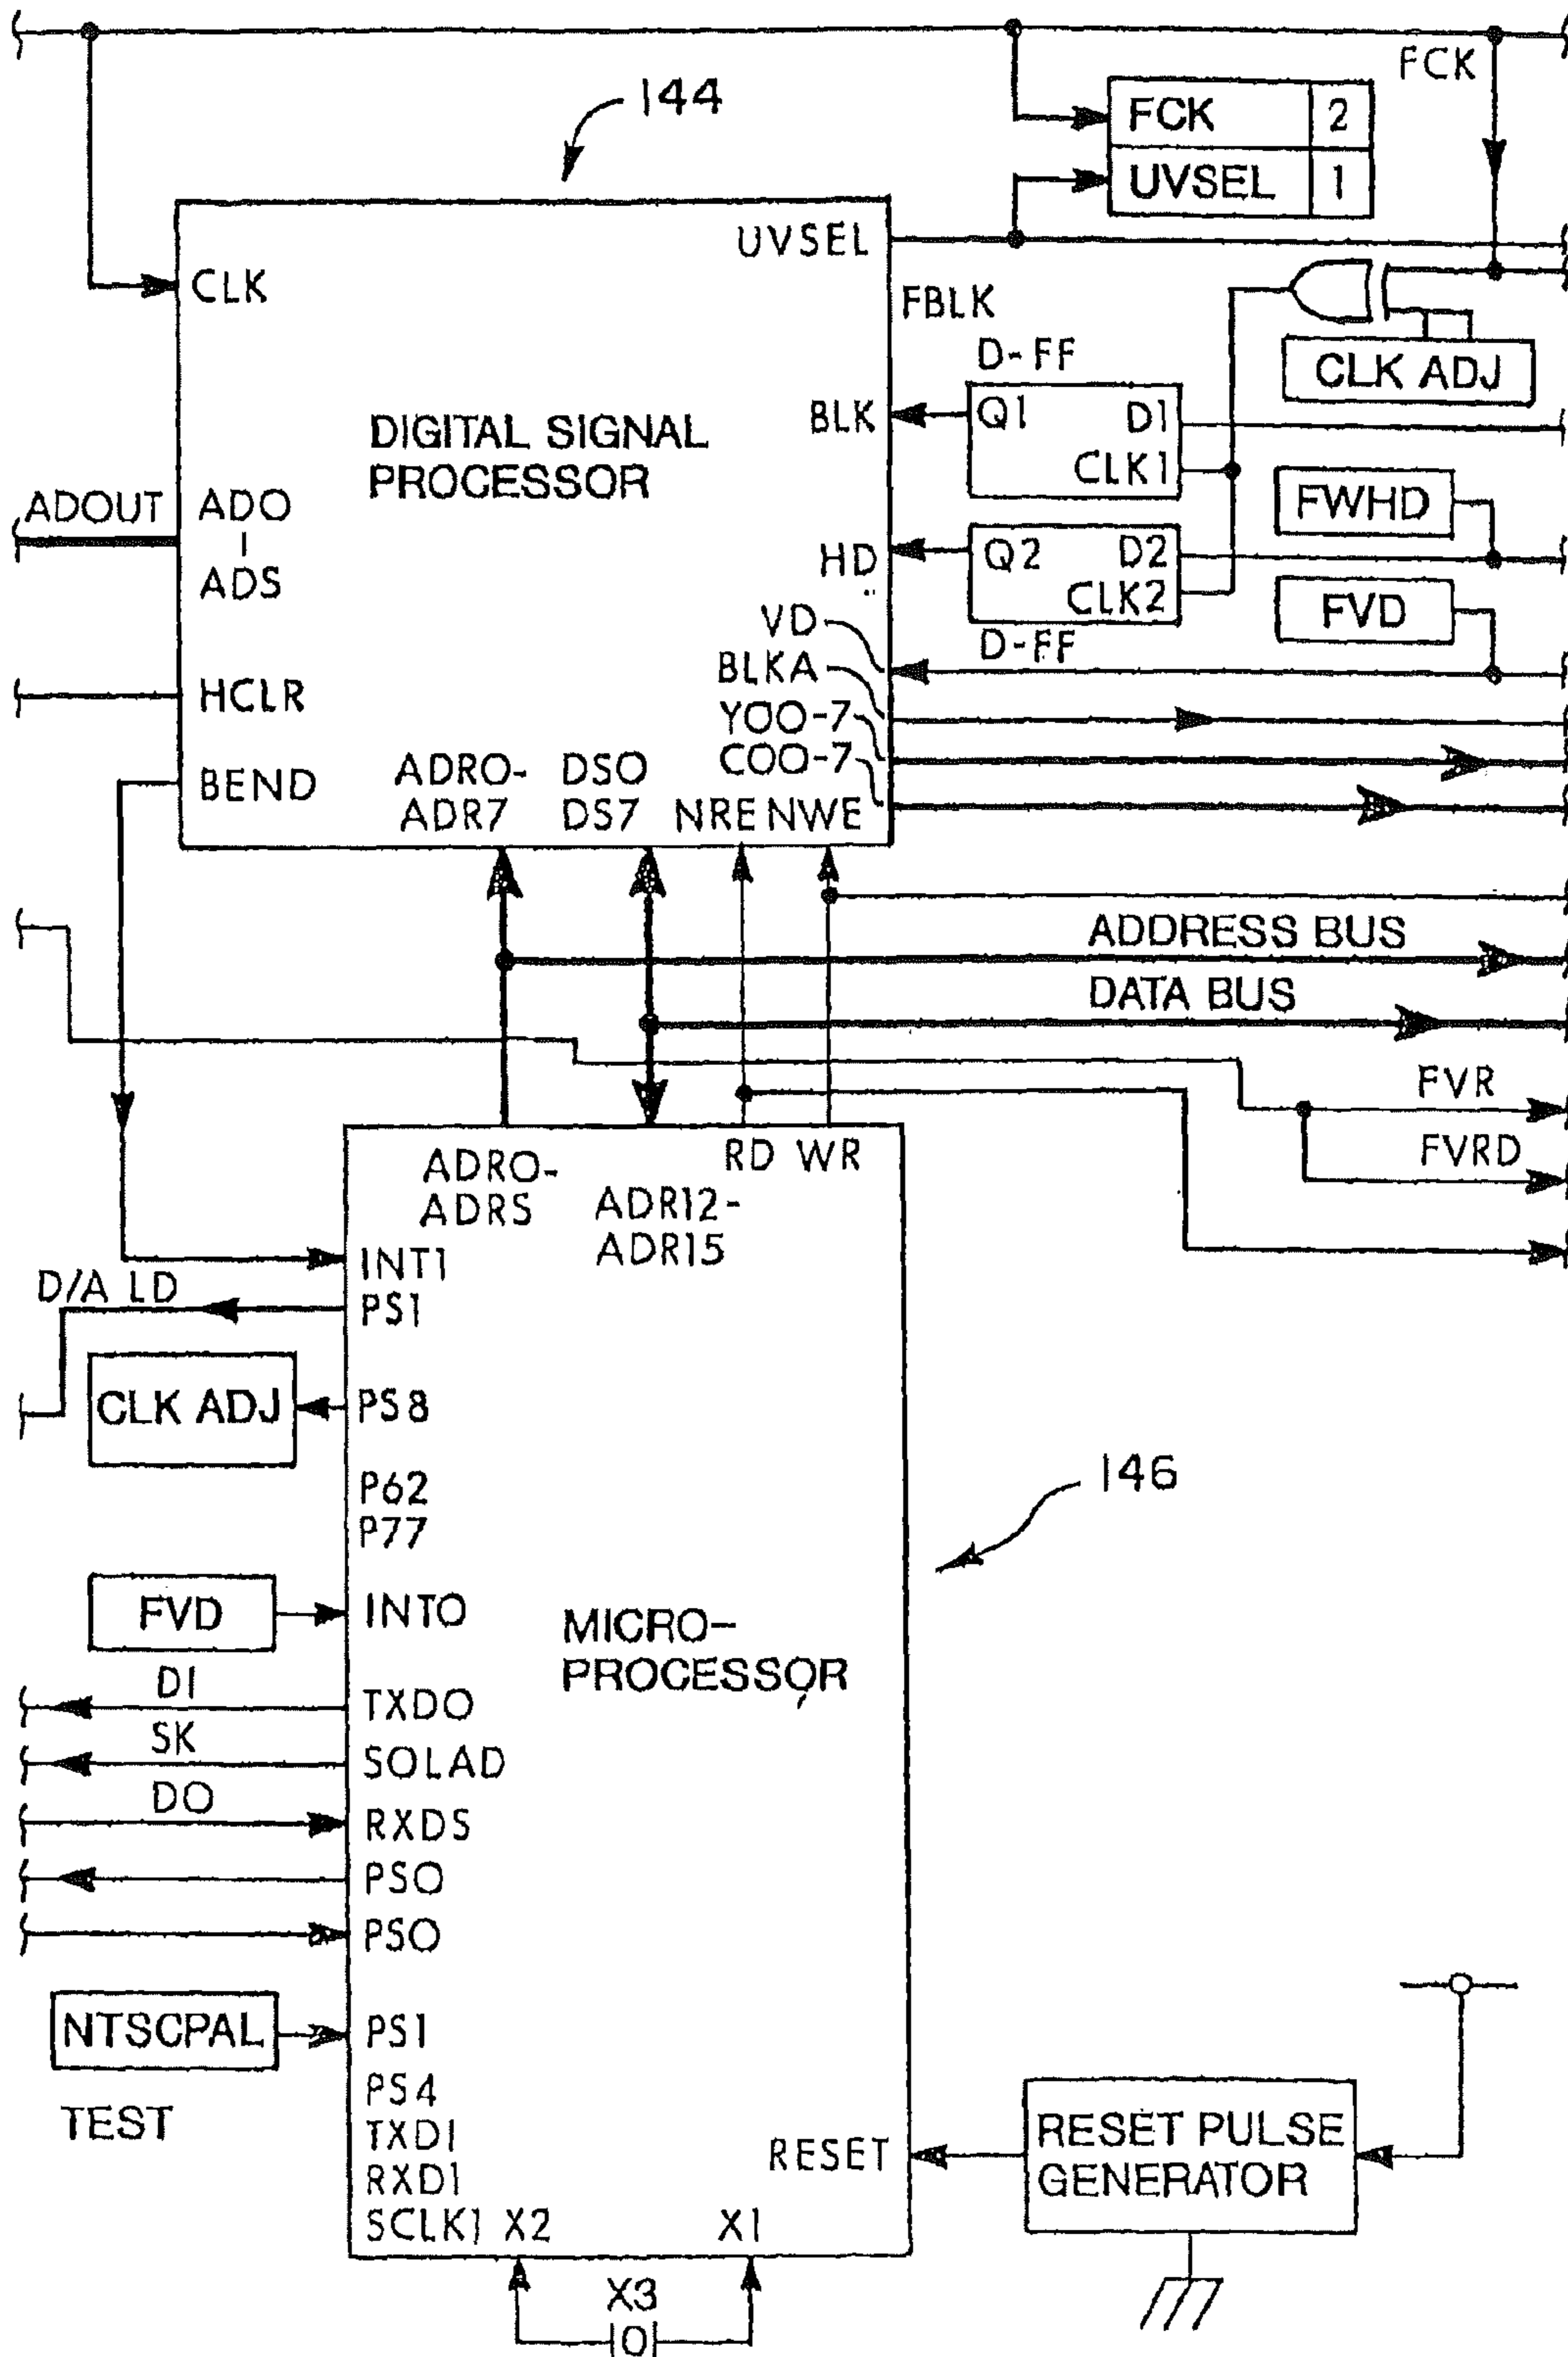 FCK
144
FCK 2
UVSEL 1
UVSEL
CLK
FBLK
D-FF
CLK ADJ
BLK
Q1 D1
CLK1
DIGITAL SIGNAL
PROCESSOR
ADOUT
ADO
ADS
FWHD
HD
Q2 D2
CLK2
FVD
D-FF
VD
BLKA
YOO-7
COO-7
HCLR
BEND
ADRO-
ADR7
DSO
DS7
NRE NWE
ADDRESS BUS
DATA BUS
FVR
FVRD
ADRO-
ADRS
ADR12-
ADR15
RD WR
INT1
D/A LD
PS1
CLK ADJ
PS8
146
P62
P77
FVD
INTO
MICRO-
PROCESSOR
DI
TXDO
SK
SOLAD
DO
RXDS
PSO
PSO
NTSCPAL
PS1
TEST
PS4
TXD1
RXD1
SCLK1 X2 X1
RESET
RESET PULSE
GENERATOR
X3